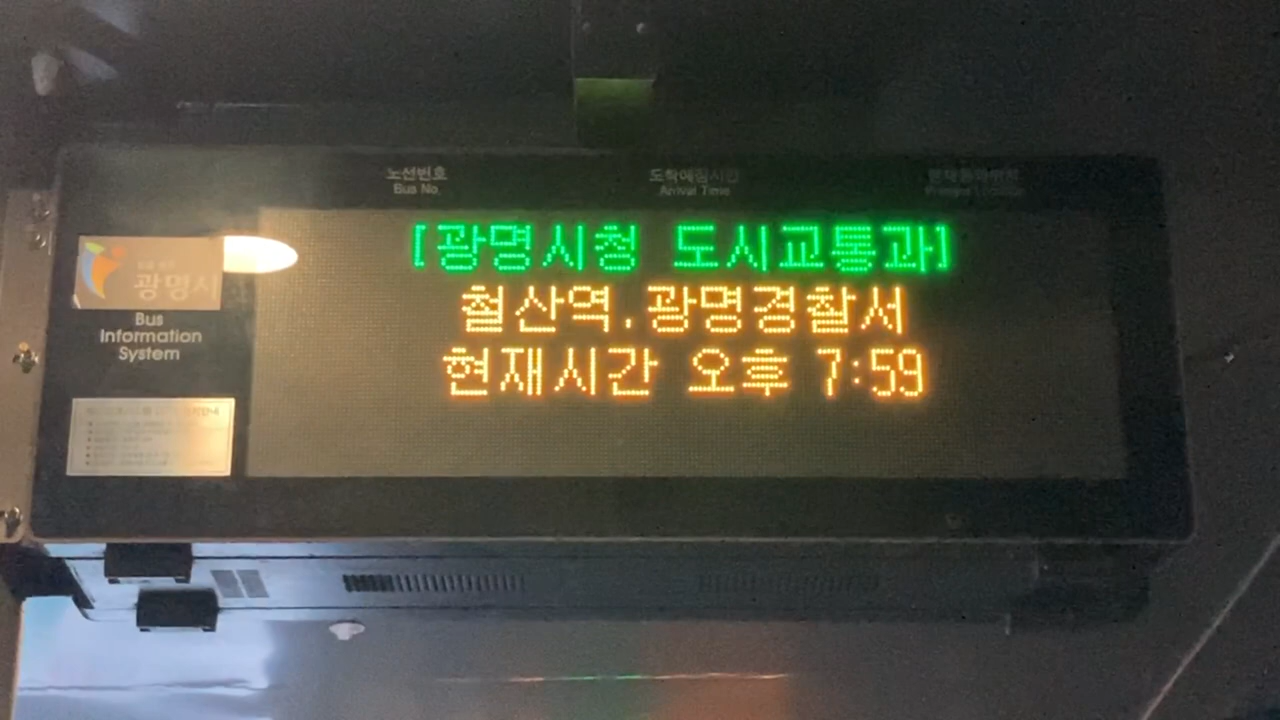 노선번호
Bus No.
도착예정시간
Arrival Time
[광명시청 도시교통과]
철산역.광명경찰서
현재시간 오후 7:59
광명시
Bus
Information
System